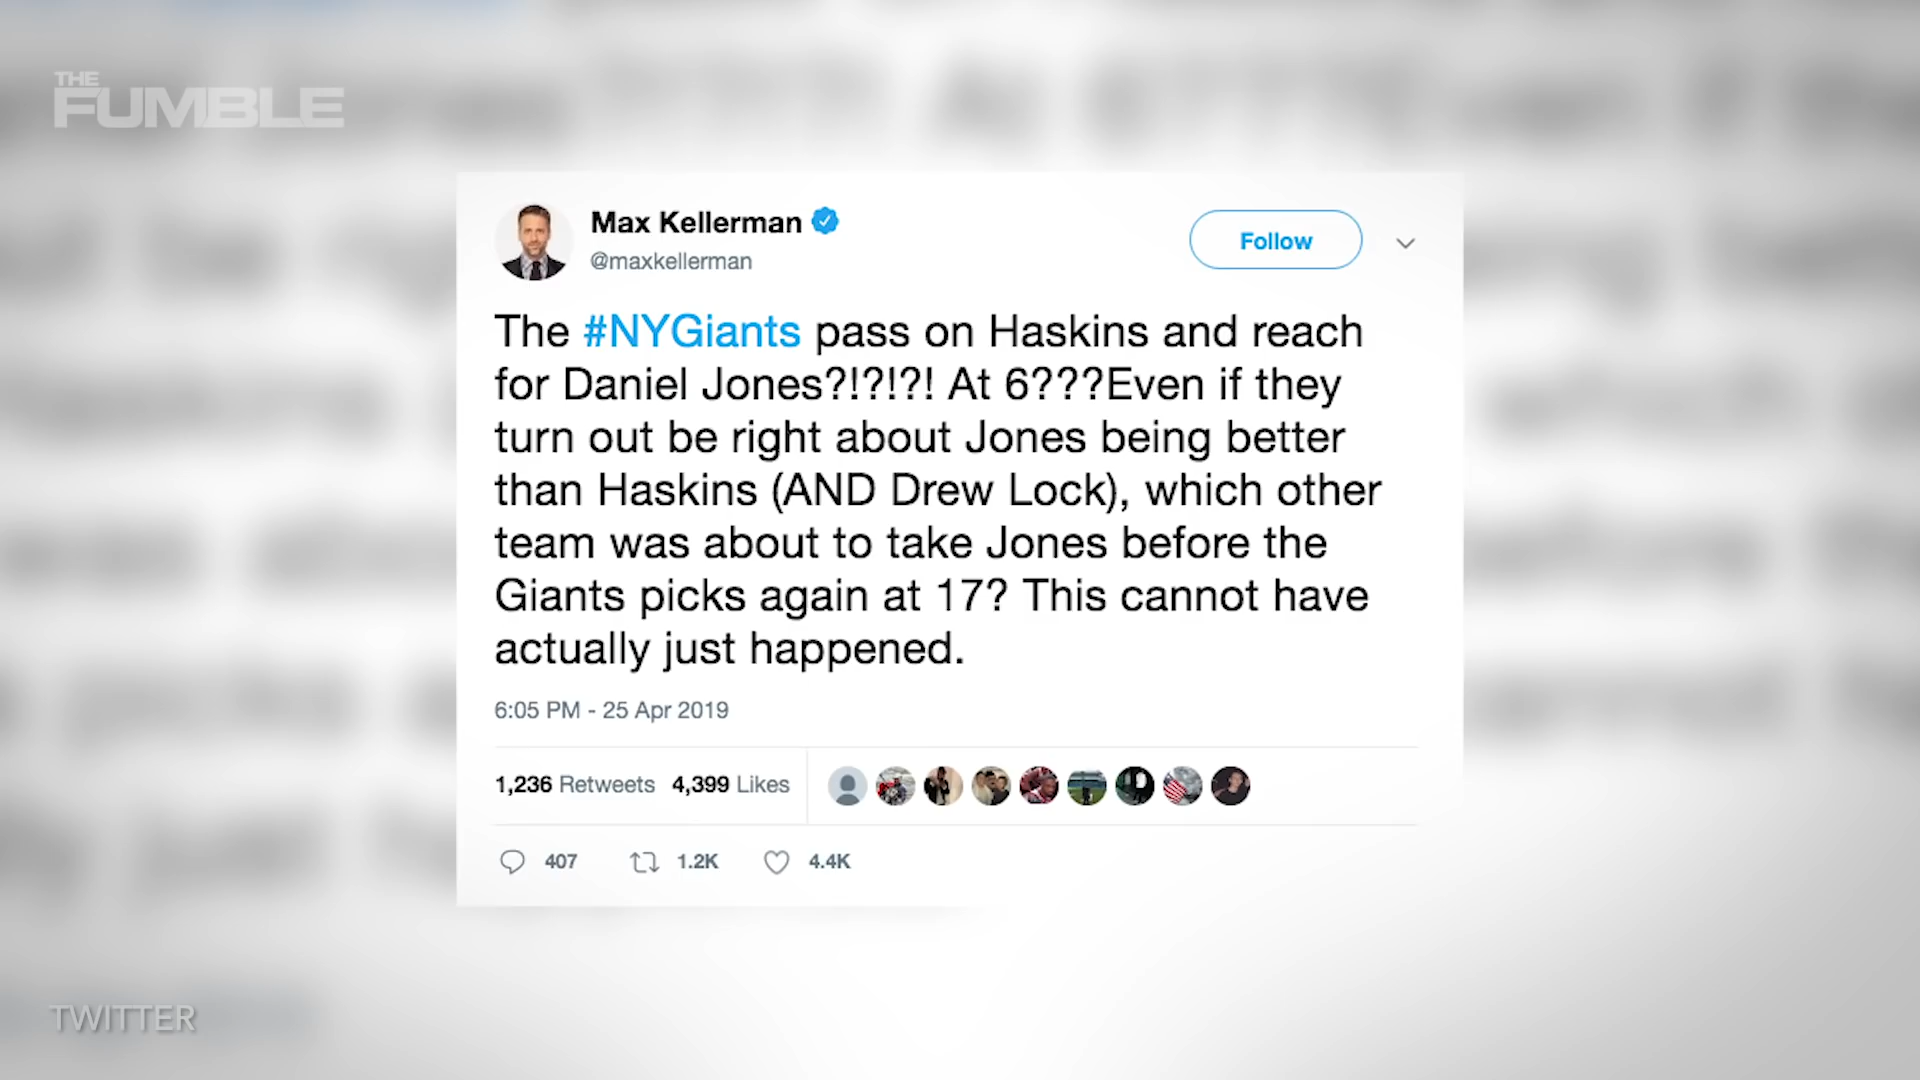 THE
FUMBLE
Max Kellerman
@maxkellerman
Follow
The #NYGiants pass on Haskins and reach
for Daniel Jones?!?!?! At 6???Even if they
turn out be right about Jones being better
than Haskins (AND Drew Lock), which other
team was about to take Jones before the
Giants picks again at 17? This cannot have
actually just happened.
6:05 PM - 25 Apr 2019
1,236 Retweets 4,399 Likes
407 1.2K 4.4K
TWITTER